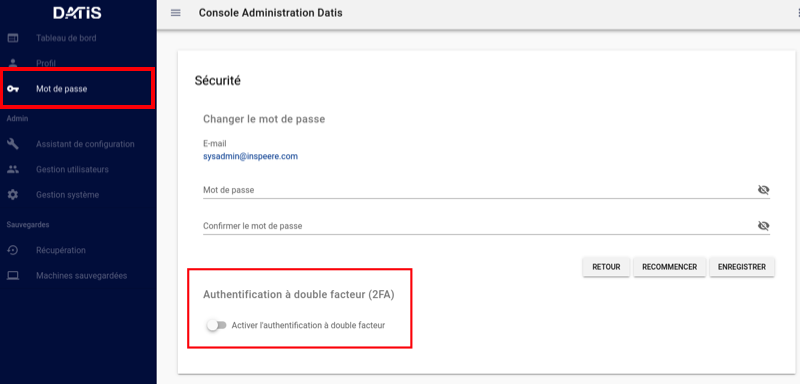 DATiS
Console Administration Datis
Tableau de bord
Profil
Mot de passe
Admin
Assistant de configuration
Gestion utilisateurs
Gestion système
Sauvegardes
Récupération
Machines sauvegardées
Sécurité
Changer le mot de passe
E-mail
sysadmin@inspeere.com
Mot de passe
Confirmer le mot de passe
RETOUR RECOMMENCER ENREGISTRER
Authentification à double facteur (2FA)
Activer l'authentification à double facteur